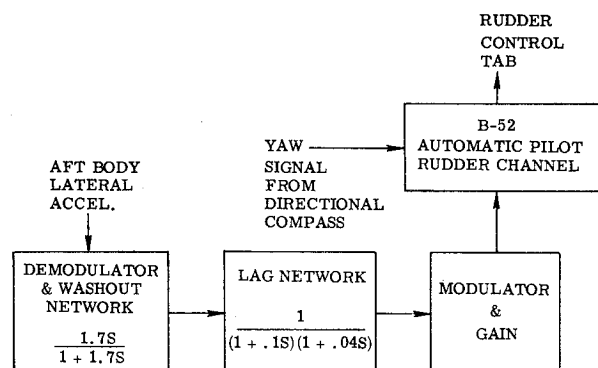 RUDDER
CONTROL
TAB
B-52
AUTOMATIC PILOT
RUDDER CHANNEL
YAW
SIGNAL
FROM
DIRECTIONAL
COMPASS
AFT BODY
LATERAL
ACCEL.
DEMODULATOR
& WASHOUT
NETWORK
1.7S
1 + 1.7S
LAG NETWORK
1
(1 + .1S)(1 + .04S)
MODULATOR
&
GAIN